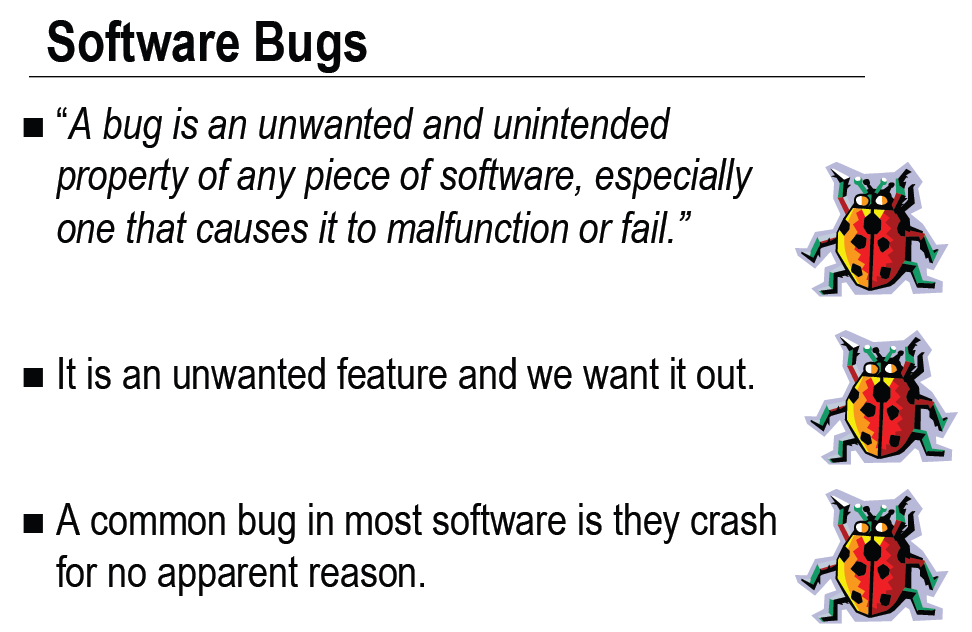 Software Bugs
■ “A bug is an unwanted and unintended
property of any piece of software, especially
one that causes it to malfunction or fail.”
■ It is an unwanted feature and we want it out.
■ A common bug in most software is they crash
for no apparent reason.